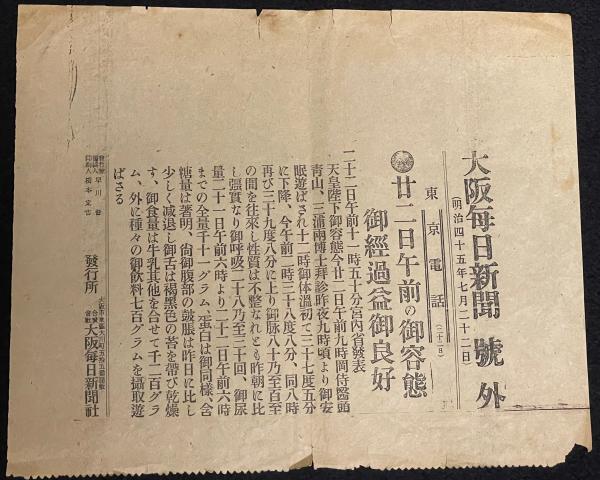 大阪毎日新聞 號外
(明治四十五年七月二十二日)
東京電話 (二十二日)
廿二日午前の御容態
御經過益御良好
二十二日午前十一時五十分宮内省發表
天皇陛下御容態今廿二日午前九時岡侍醫頭
青山、三浦兩博士拜診昨夜九時頃より御安
眠遊ばされ十二時御体溫初て三十七度五分
に下降、今午前二時三十八度八分、同八時
再び三十九度八分に上り御脉八十乃至百至
の間を往來し性質は不整なれども昨朝に比
し强實なり御呼吸二十八乃至三十回、御尿
量二十一日午前六時より二十二日午前六時
までの全量千十一グラム蛋白は御同樣、含
糖量は著明、尙御腹部の鼓脹は昨日に比し
少しく減退し御舌は褐黑色の苔を帶び乾燥
す、御食量は牛乳其他を合せて千二百グラ
ム、外に種々の御飮料七百グラムを攝取遊
ばさる
發行所
大阪毎日新聞社